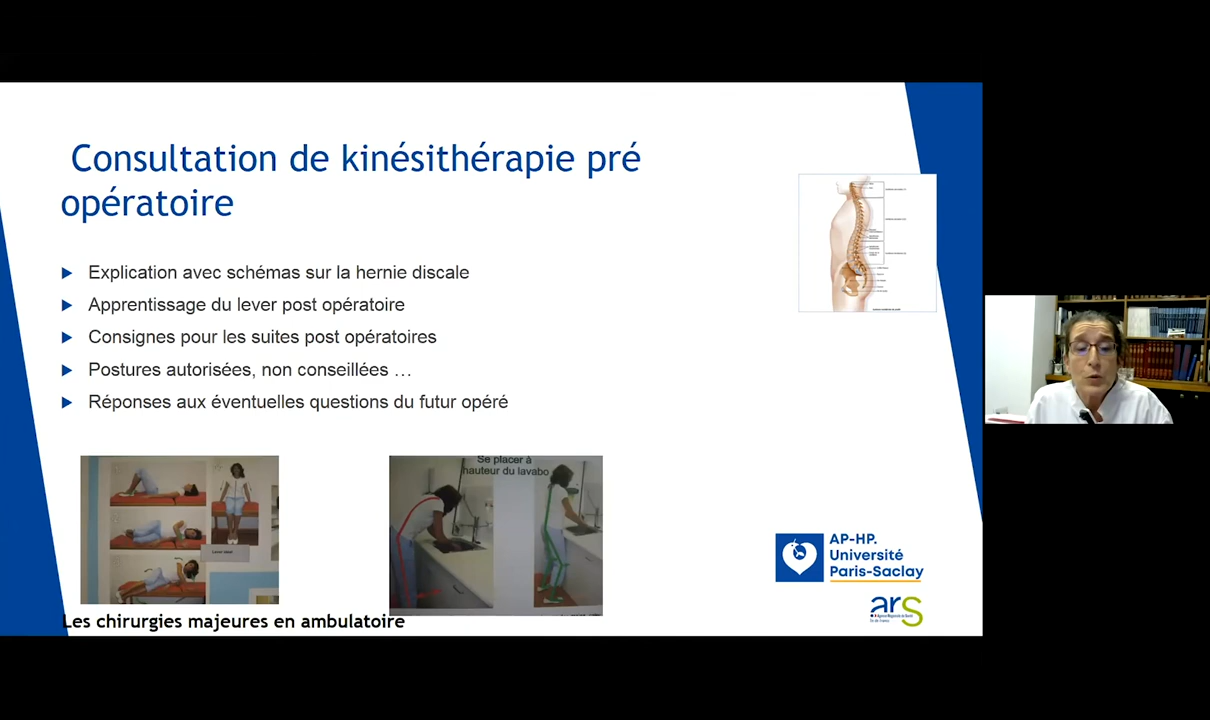 Consultation de kinésithérapie pré
opératoire
Explication avec schémas sur la hernie discale
Apprentissage du lever post opératoire
Consignes pour les suites post opératoires
Postures autorisées, non conseillées …
Réponses aux éventuelles questions du futur opéré
Se placer à
hauteur du lavabo
AP-HP.
Université
Paris-Saclay
ars
Les chirurgies majeures en ambulatoire